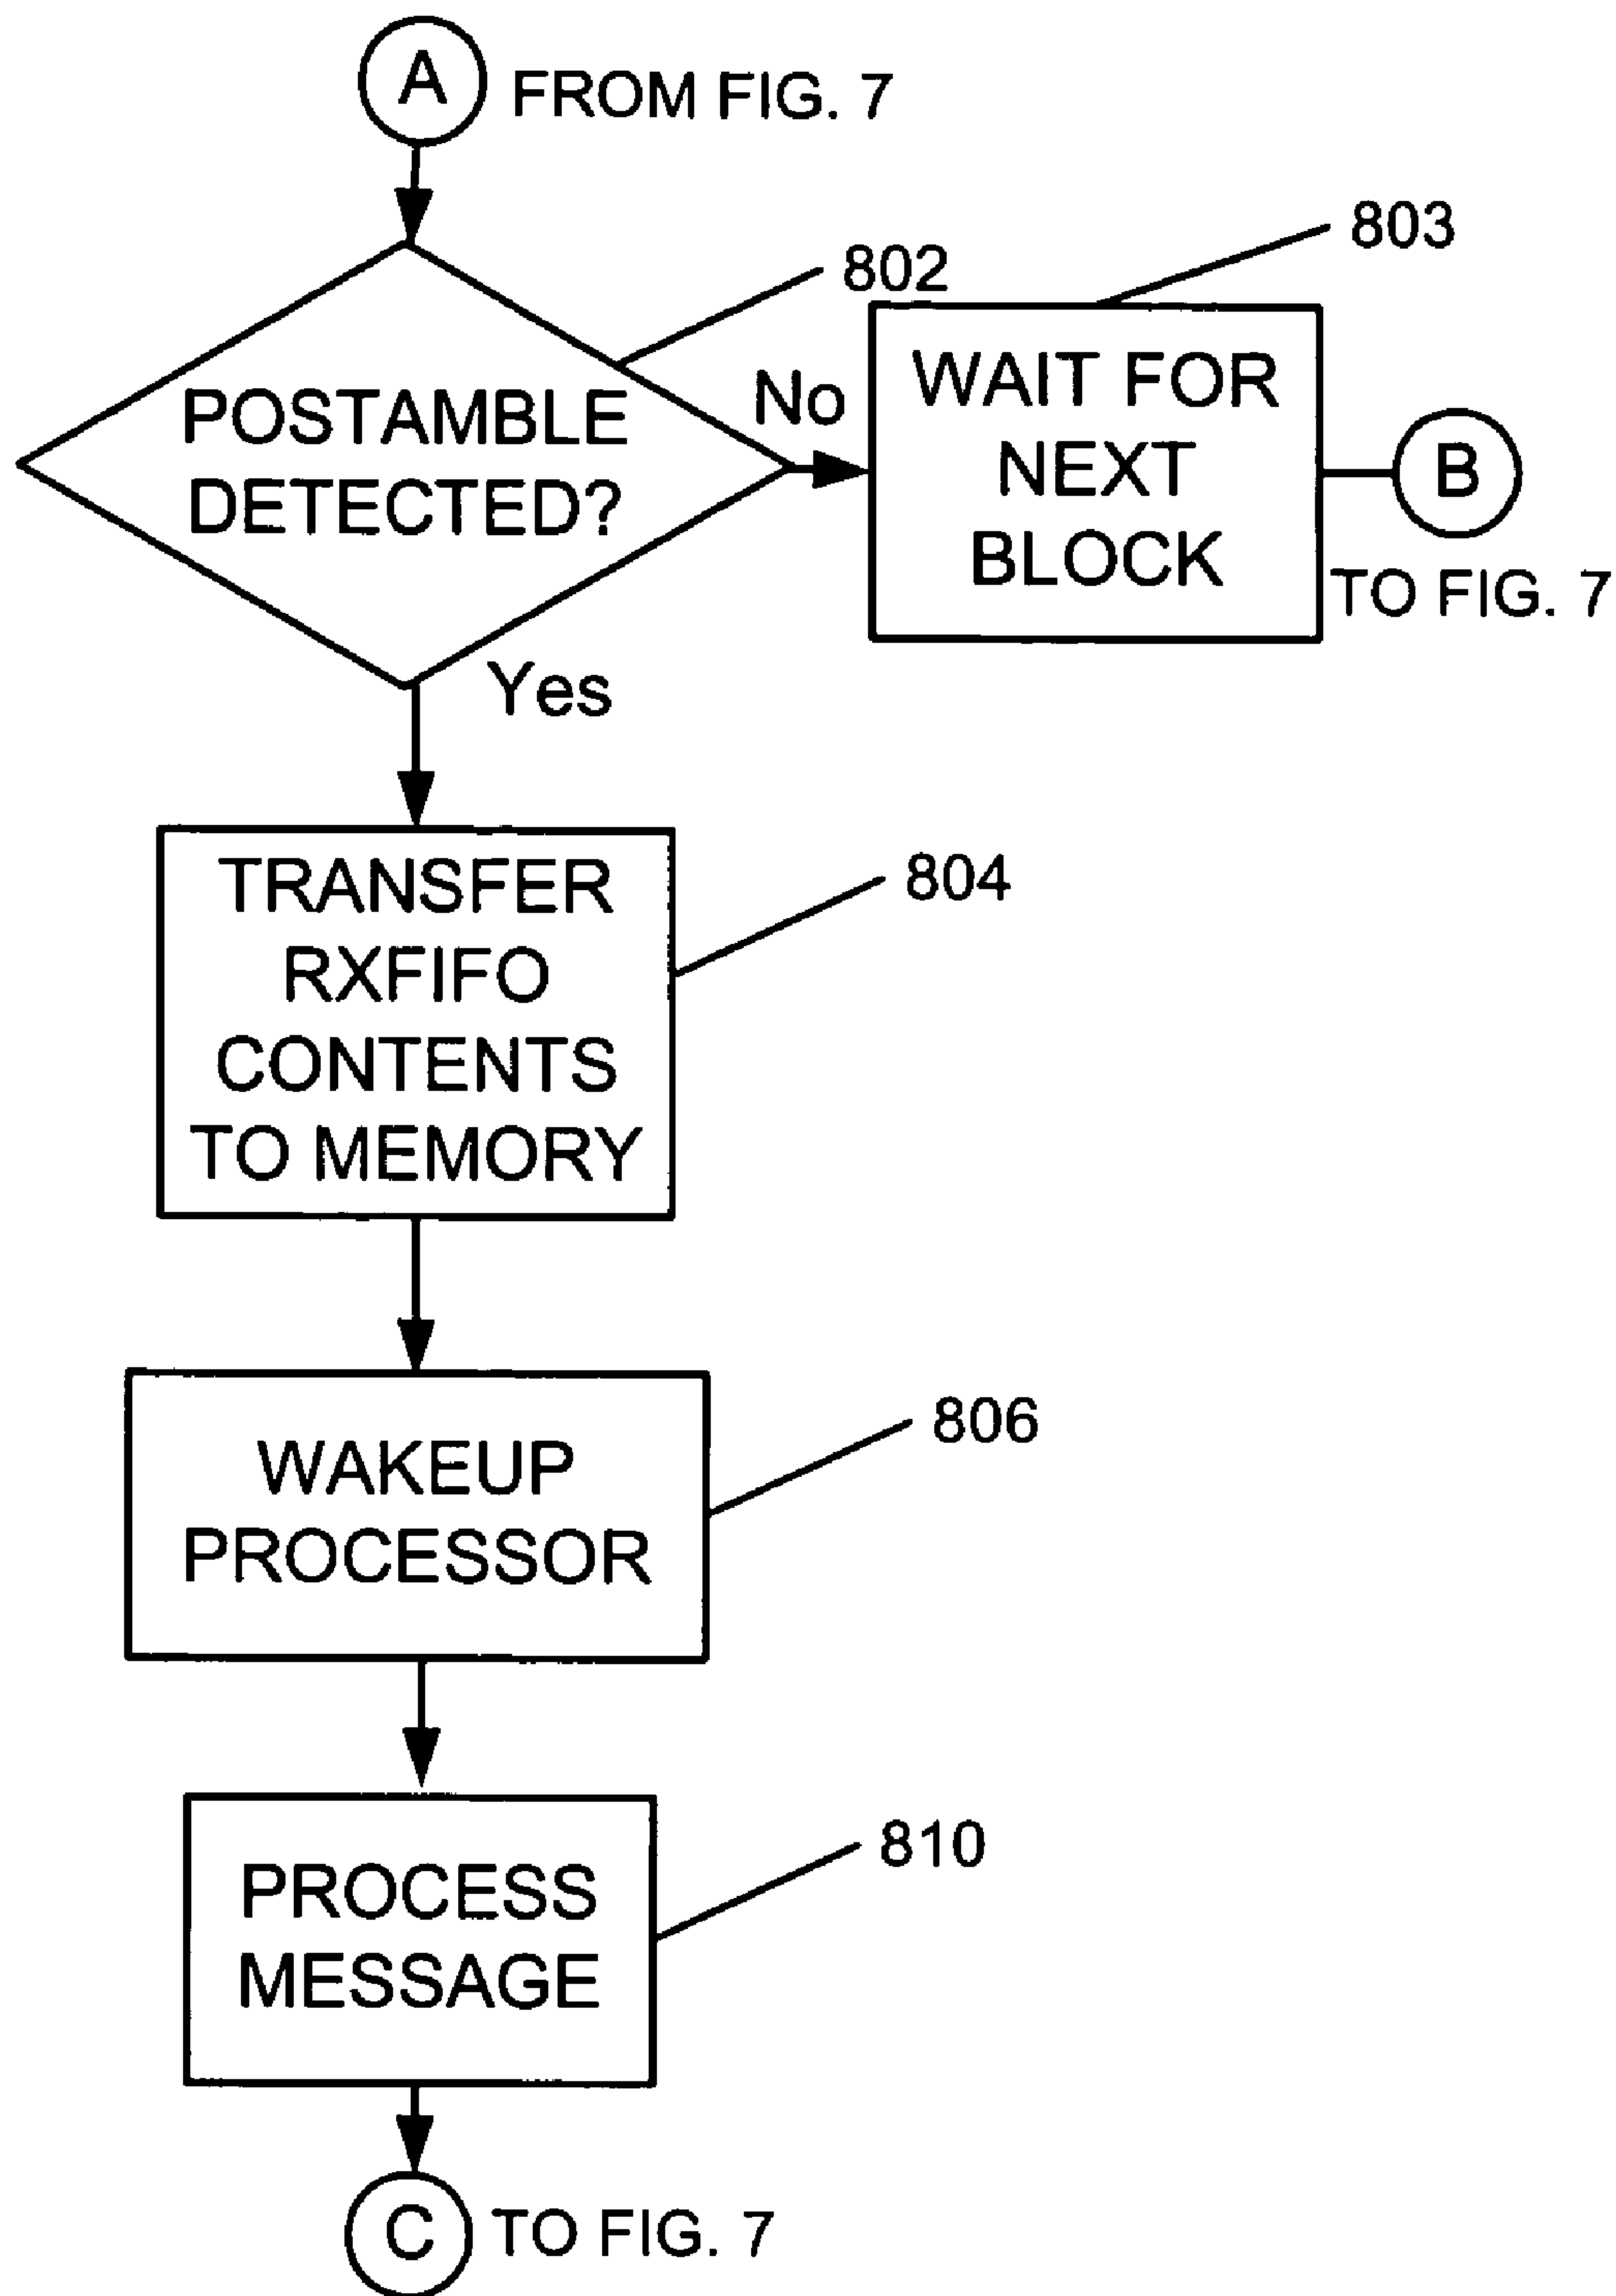 A
FROM FIG. 7
802
803
POSTAMBLE
DETECTED?
No
WAIT FOR
NEXT
BLOCK
B
TO FIG. 7
Yes
TRANSFER
RXFIFO
CONTENTS
TO MEMORY
804
WAKEUP
PROCESSOR
806
PROCESS
MESSAGE
810
C
TO FIG. 7